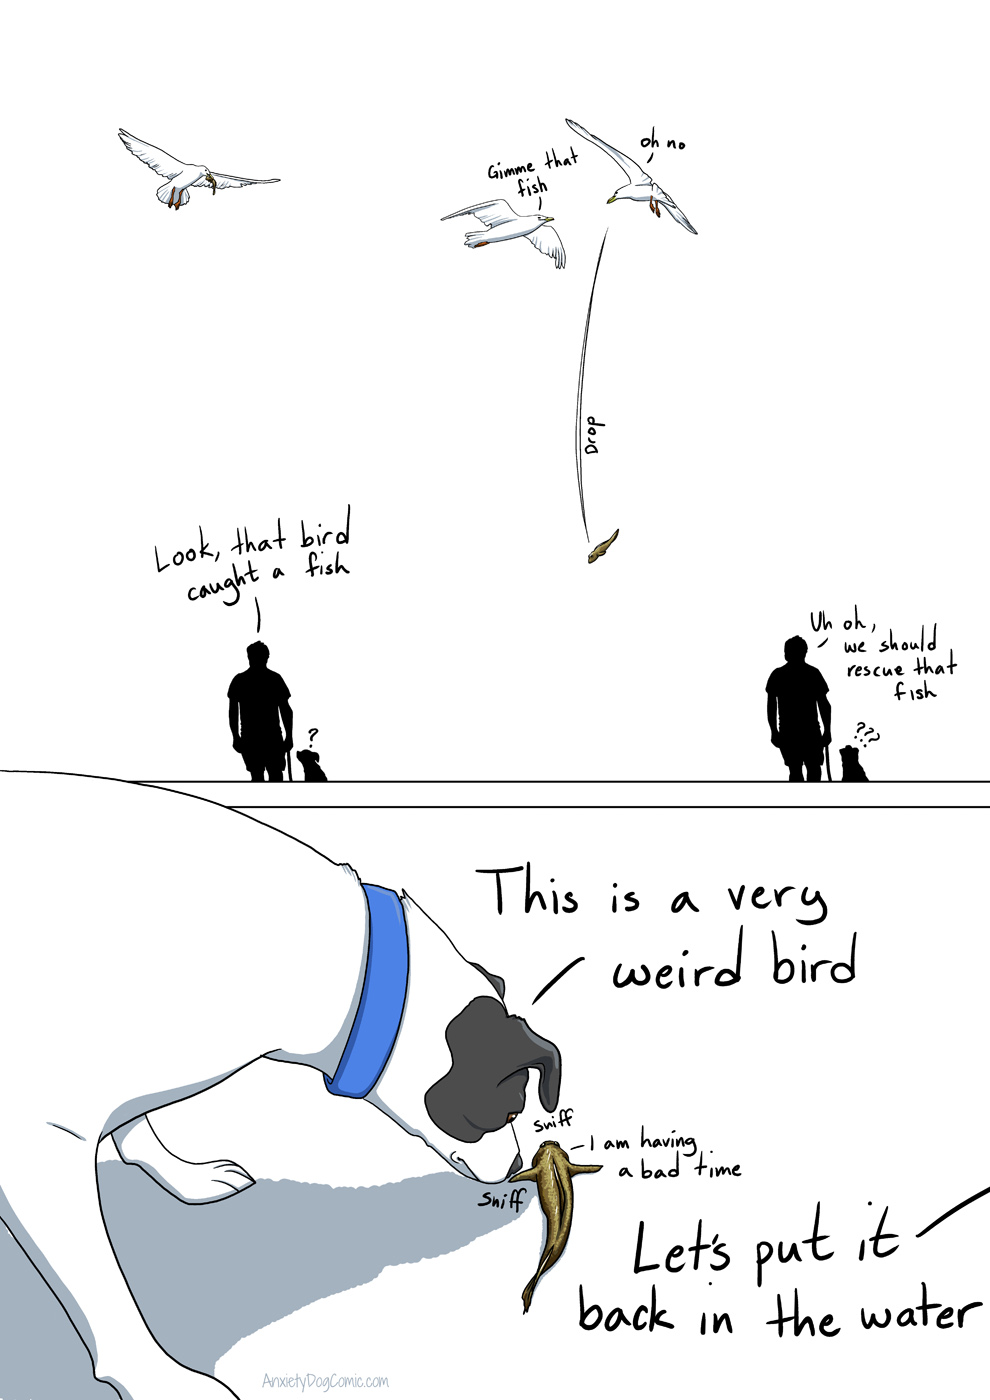 Look, that bird
caught a fish
?
Gimme that
fish
oh no
Drop
Uh oh,
we should
rescue that
fish
???
This is a very
weird bird
Sniff
Sniff
I am having
a bad time
Let's put it
back in the water
AnxietyDogComic.com